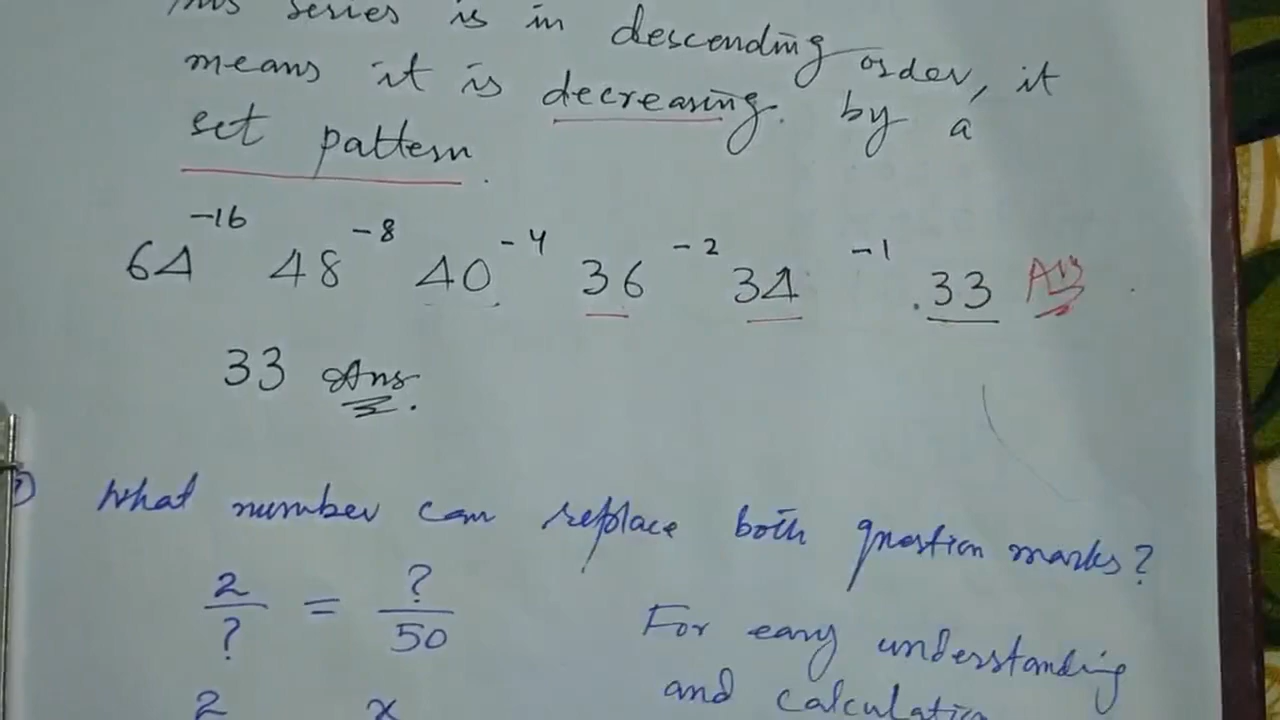 This series is in descending order, it
means it is decreasing. by a
set pattern.
-16 -8 -4 -2 -1
64 48 40 36 34 .33 Ans
33 Ans.
What number can replace both question marks?
2/? = ?/50
For easy understanding
and calculation
2 x